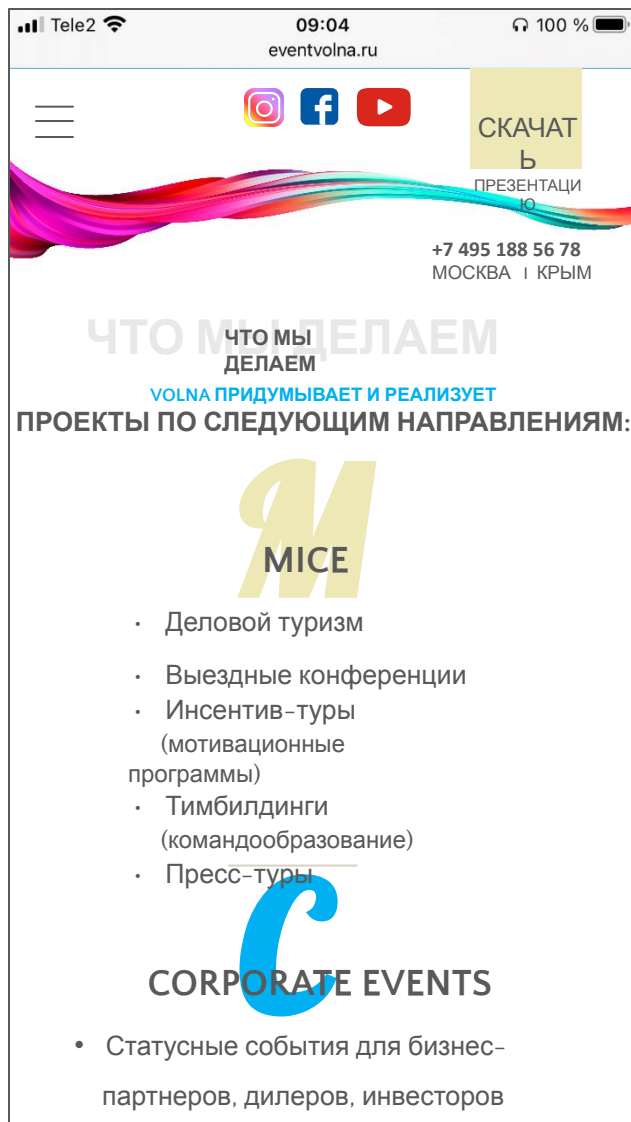 Tele2 09:04 100 %
eventvolna.ru
СКАЧАТ
Ь
ПРЕЗЕНТАЦИ
Ю
+7 495 188 56 78
МОСКВА I КРЫМ
ЧТО МЫ ДЕЛАЕМ
ЧТО МЫ
ДЕЛАЕМ
VOLNA ПРИДУМЫВАЕТ И РЕАЛИЗУЕТ
ПРОЕКТЫ ПО СЛЕДУЮЩИМ НАПРАВЛЕНИЯМ:
M
MICE
· Деловой туризм
· Выездные конференции
· Инсентив-туры
(мотивационные
программы)
· Тимбилдинги
(командообразование)
· Пресс-туры
C
CORPORATE EVENTS
• Статусные события для бизнес-
партнеров, дилеров, инвесторов